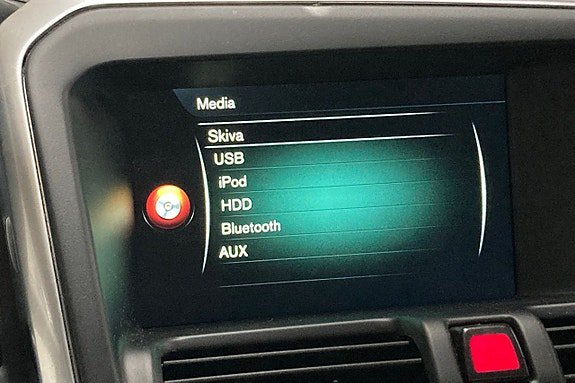 Media
Skiva
USB
iPod
HDD
Bluetooth
AUX